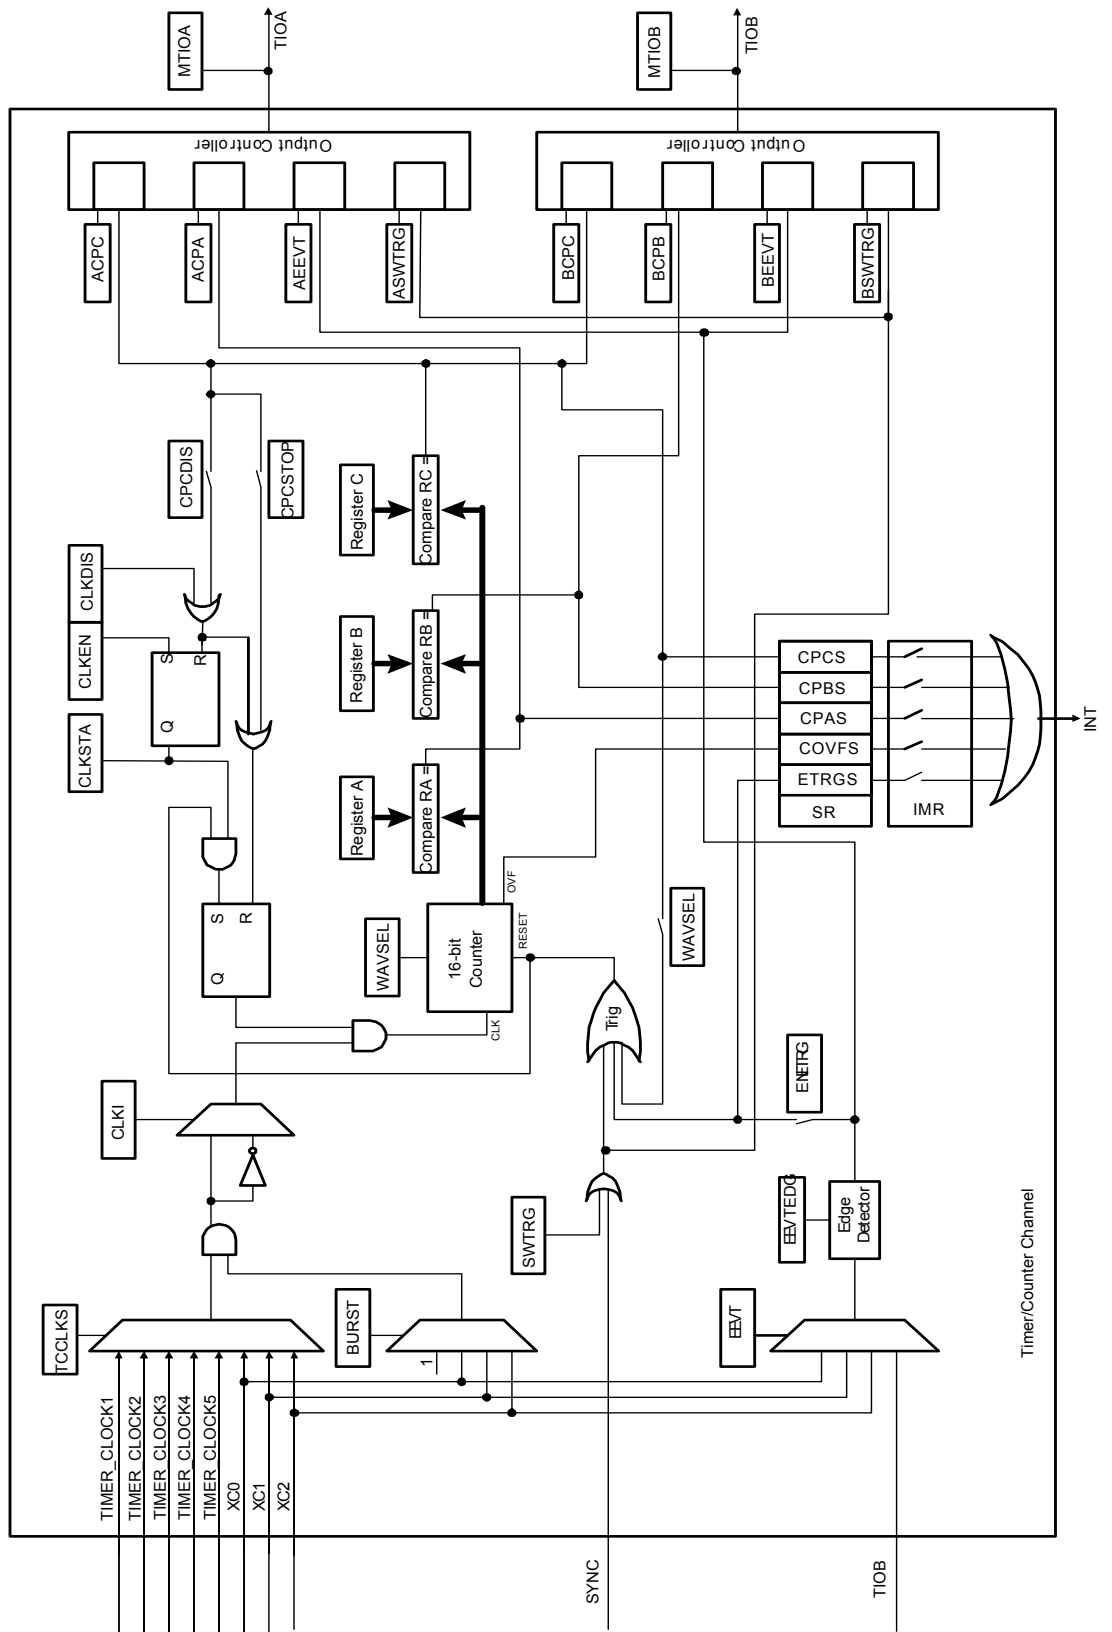 TIMER_CLOCK1
TIMER_CLOCK2
TIMER_CLOCK3
TIMER_CLOCK4
TIMER_CLOCK5
XC0
XC1
XC2
TCCLKS
CLKI
BURST
1
CLKSTA
CLKEN
CLKDIS
Q
S
R
Q
S
R
CPCDIS
CPCSTOP
Register A
Register B
Register C
Compare RA =
Compare RB =
Compare RC =
WAVSEL
16-bit
Counter
CLK
RESET
OVF
SYNC
SWTRG
Trig
WAVSEL
TIOB
EEVT
EEVTEDG
Edge
Detector
ENETRG
CPCS
CPBS
CPAS
COVFS
ETRGS
SR
IMR
INT
ACPC
ACPA
AEEVT
ASWTRG
Output Controller
MTIOA
TIOA
BCPC
BCPB
BEEVT
BSWTRG
Output Controller
MTIOB
TIOB
Timer/Counter Channel